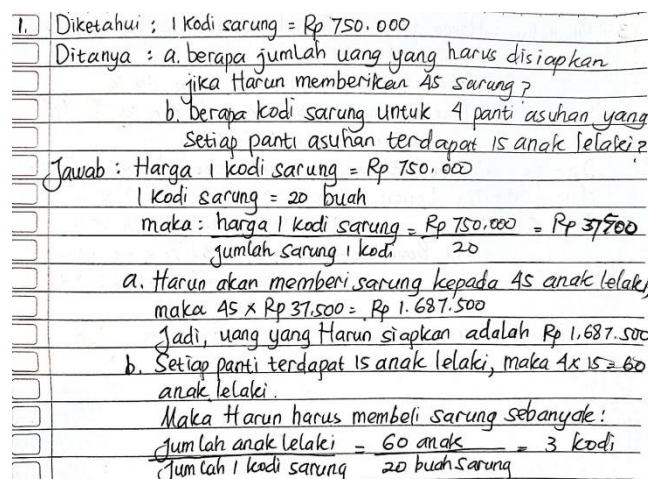 1. Diketahui : 1 Kodi sarung = Rp 750.000
Ditanya : a. berapa jumlah uang yang harus disiapkan
jika Harun memberikan 45 sarung?
b. berapa kodi sarung untuk 4 panti asuhan yang
setiap panti asuhan terdapat 15 anak lelaki?
Jawab : Harga 1 kodi sarung = Rp 750.000
1 kodi sarung = 20 buah
maka : harga 1 kodi sarung = Rp 750.000 = Rp 37500
jumlah sarung 1 kodi 20
a. Harun akan memberi sarung kepada 45 anak lelaki,
maka 45 x Rp 37.500 = Rp 1.687.500
Jadi, uang yang Harun siapkan adalah Rp 1.687.500
b. Setiap panti terdapat 15 anak lelaki, maka 4 x 15 = 60
anak lelaki.
Maka Harun harus membeli sarung sebanyak :
Jumlah anak lelaki = 60 anak = 3 kodi
Jumlah 1 kodi sarung 20 buah sarung